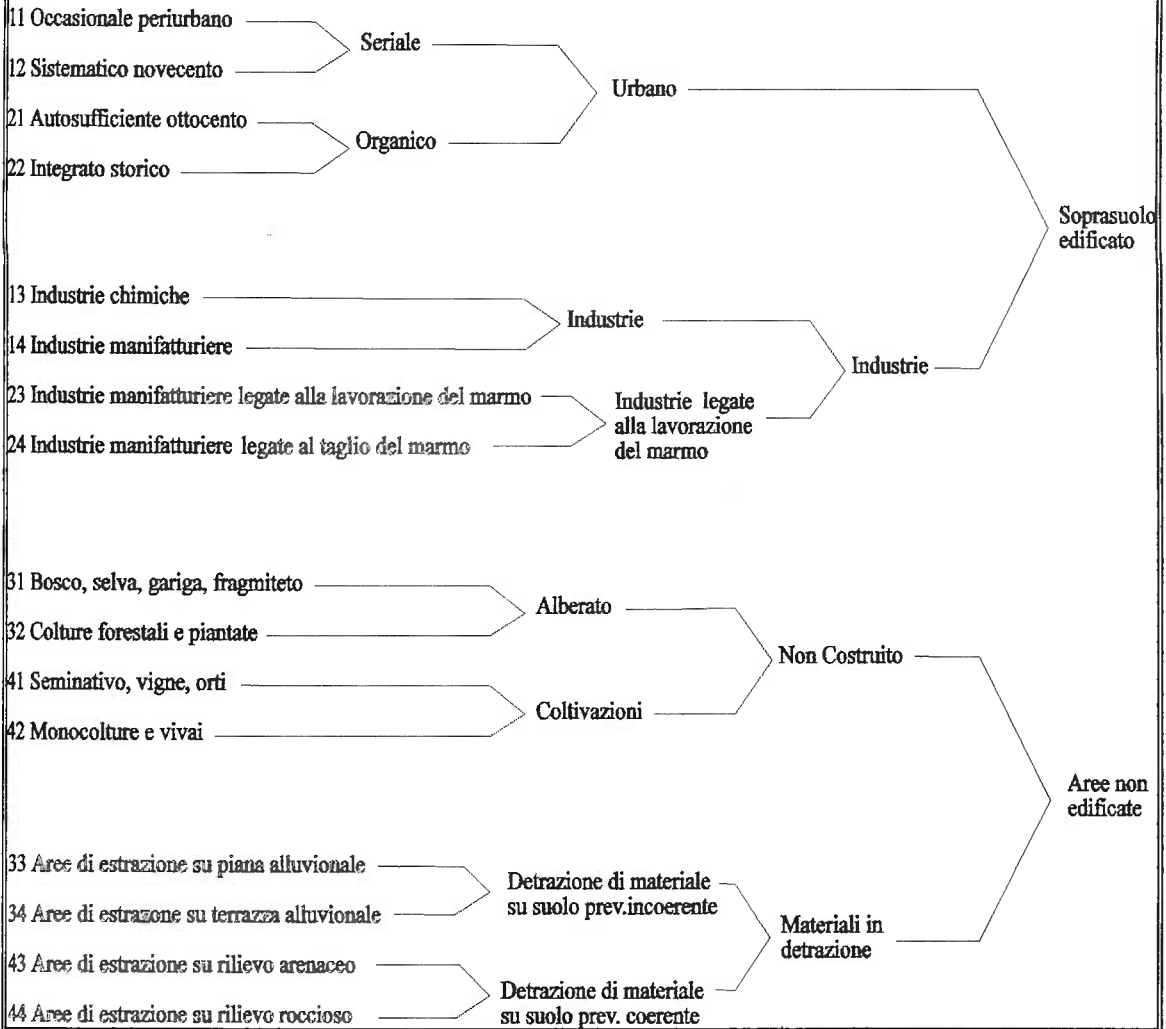 11 Occasionale periurbano
Seriale
12 Sistematico novecento
Urbano
21 Autosufficiente ottocento
Organico
22 Integrato storico
Soprasuolo
edificato
13 Industrie chimiche
Industrie
14 Industrie manifatturiere
Industrie
23 Industrie manifatturiere legate alla lavorazione del marmo
Industrie legate
alla lavorazione
del marmo
24 Industrie manifatturiere legate al taglio del marmo
31 Bosco, selva, gariga, fragmiteto
Alberato
32 Colture forestali e piantate
Non Costruito
41 Seminativo, vigne, orti
Coltivazioni
42 Monocolture e vivai
Aree non
edificate
33 Aree di estrazione su piana alluvionale
Detrazione di materiale
su suolo prev.incoerente
34 Aree di estrazone su terrazza alluvionale
Materiali in
detrazione
43 Aree di estrazione su rilievo arenaceo
Detrazione di materiale
su suolo prev. coerente
44 Aree di estrazione su rilievo roccioso